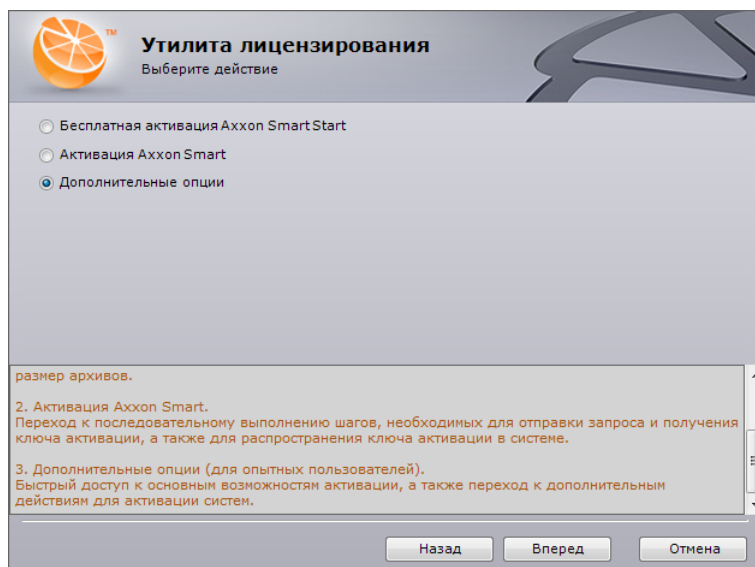 TM
Утилита лицензирования
Выберите действие
Бесплатная активация Axxon Smart Start
Активация Axxon Smart
Дополнительные опции
размер архивов.
2. Активация Axxon Smart.
Переход к последовательному выполнению шагов, необходимых для отправки запроса и получения
ключа активации, а также для распространения ключа активации в системе.
3. Дополнительные опции (для опытных пользователей).
Быстрый доступ к основным возможностям активации, а также переход к дополнительным
действиям для активации систем.
Назад Вперед Отмена